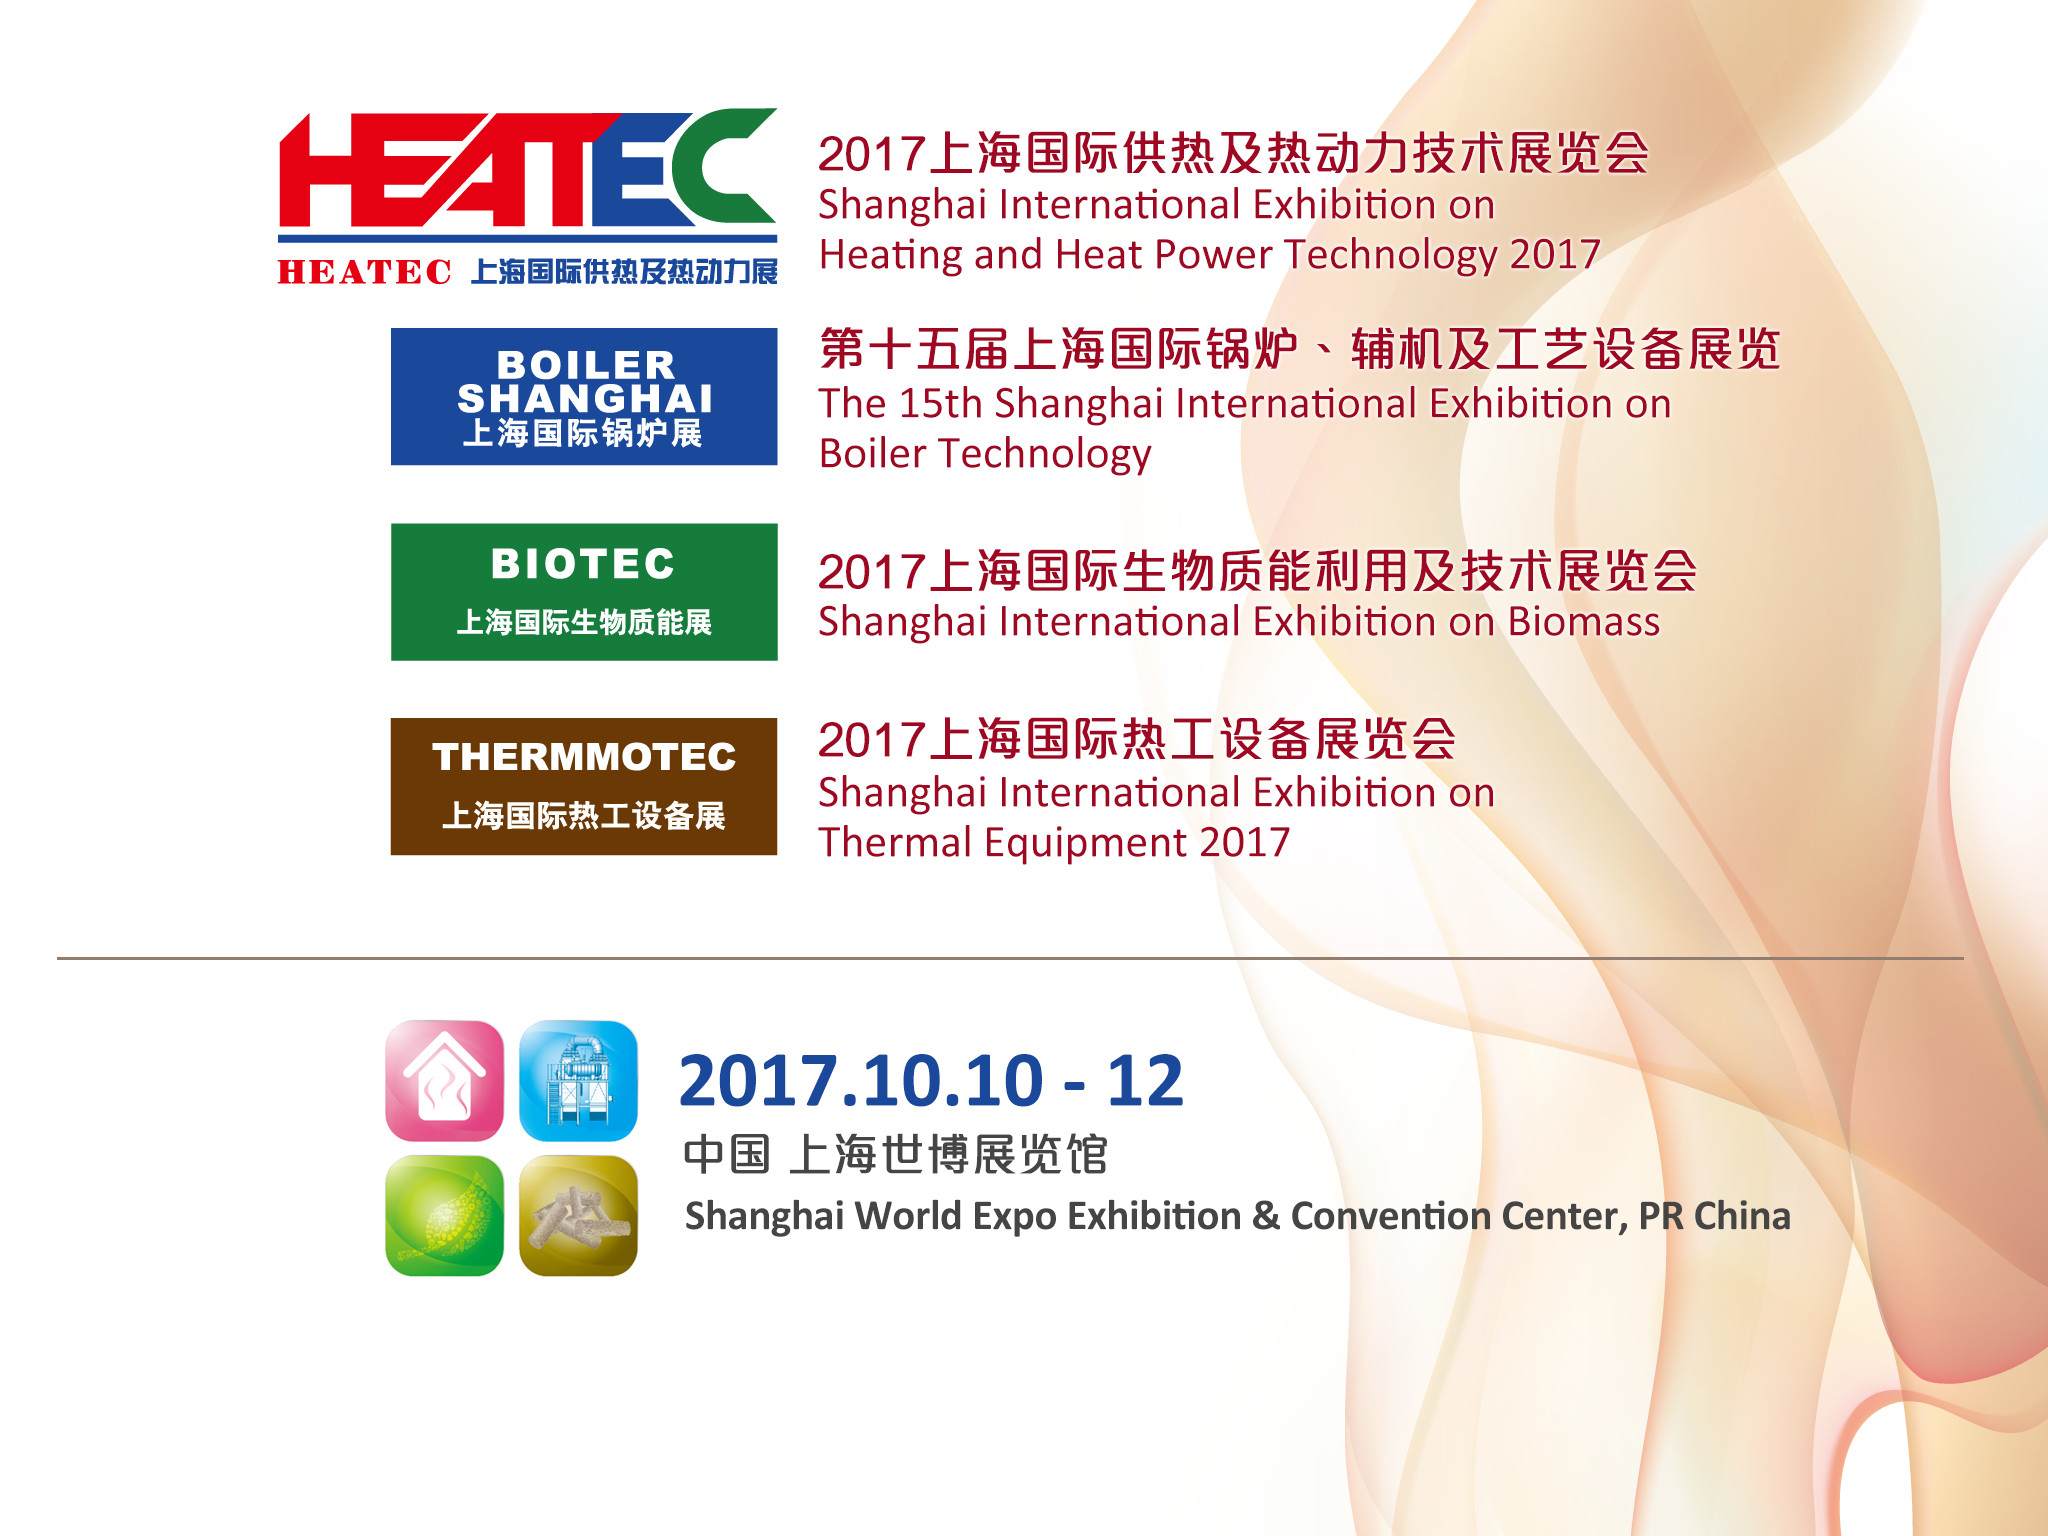 HEATEC
HEATEC 上海国际供热及热动力展
2017上海国际供热及热动力技术展览会
Shanghai International Exhibition on
Heating and Heat Power Technology 2017
BOILER
SHANGHAI
上海国际锅炉展
第十五届上海国际锅炉、辅机及工艺设备展览
The 15th Shanghai International Exhibition on
Boiler Technology
BIOTEC
上海国际生物质能展
2017上海国际生物质能利用及技术展览会
Shanghai International Exhibition on Biomass
THERMMOTEC
上海国际热工设备展
2017上海国际热工设备展览会
Shanghai International Exhibition on
Thermal Equipment 2017
2017.10.10 - 12
中国 上海世博展览馆
Shanghai World Expo Exhibition & Convention Center, PR China